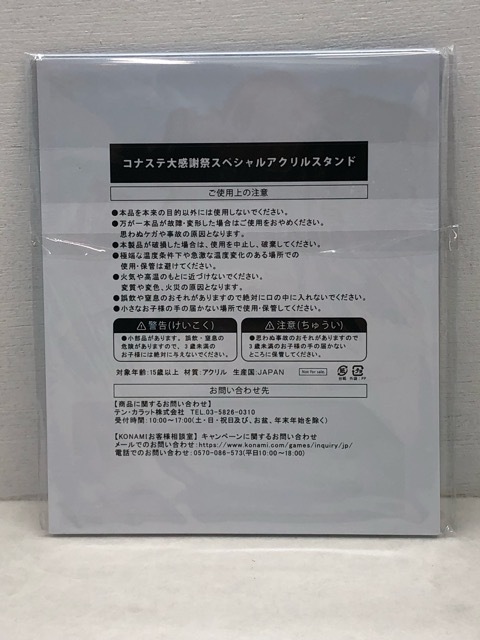 コナステ大感謝祭スペシャルアクリルスタンド
ご使用上の注意
●本品を本来の目的以外には使用しないでください。
●万が一本品が故障・変形した場合はご使用をおやめください。
思わぬケガや事故の原因となります。
●本製品が破損した場合は、使用を中止し、破棄してください。
●極端な温度条件下や急激な温度変化のある場所での
使用・保管は避けてください。
●火気や高温のもとに近づけないでください。
変質や変色、火災の原因となります。
●誤飲や窒息のおそれがありますので絶対に口の中に入れないでください。
●小さなお子様の手の届かない場所で使用・保管してください。
⚠警告(けいこく)
●小部品があります。誤飲・窒息の
危険がありますので、3歳未満の
お子様には絶対に与えないでください。
⚠注意(ちゅうい)
●思わぬ事故のおそれがありますので
3歳未満のお子様の手の届かない
ところに保管してください。
対象年齢:15歳以上 材質:アクリル 生産国:JAPAN
Not for sale.
台紙 外装:PP
お問い合わせ先
【商品に関するお問い合わせ】
テン・カラット株式会社 TEL.03-5826-0310
受付時間:10:00〜17:00(土・日・祝日及び、お盆、年末年始を除く)
【KONAMIお客様相談室】キャンペーンに関するお問い合わせ
メールでのお問い合わせ:https://www.konami.com/games/inquiry/jp/
電話でのお問い合わせ:0570-086-573(平日10:00〜18:00)